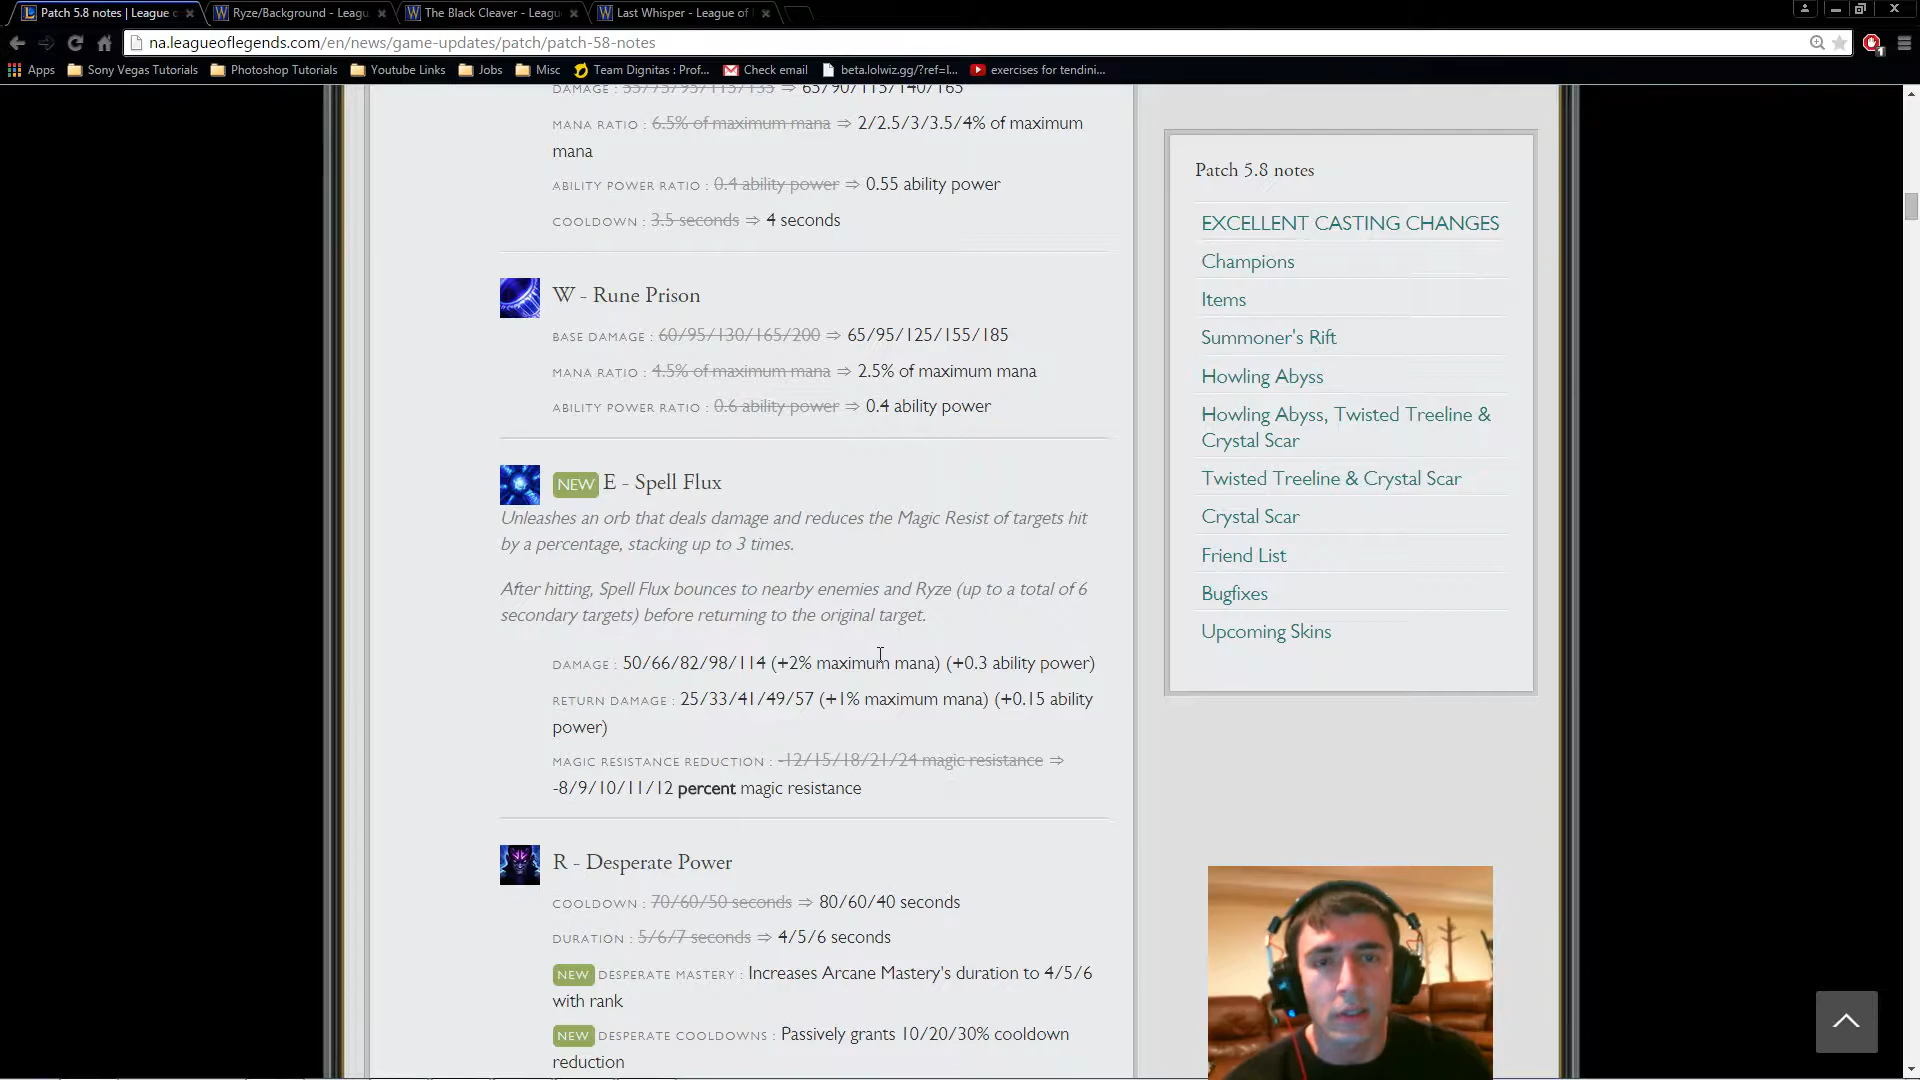 Patch 5.8 notes | League o
Ryze/Background - Leagu
The Black Cleaver - Leagu
Last Whisper - League of
na.leagueoflegends.com/en/news/game-updates/patch/patch-58-notes
Apps
Sony Vegas Tutorials
Photoshop Tutorials
Youtube Links
Jobs
Misc
Team Dignitas : Prof...
Check email
beta.lolwiz.gg/?ref=l...
exercises for tendini...
DAMAGE : 55/75/95/115/135 ⇒ 65/90/115/140/165
MANA RATIO : 6.5% of maximum mana ⇒ 2/2.5/3/3.5/4% of maximum
mana
ABILITY POWER RATIO : 0.4 ability power ⇒ 0.55 ability power
COOLDOWN : 3.5 seconds ⇒ 4 seconds
W - Rune Prison
BASE DAMAGE : 60/95/130/165/200 ⇒ 65/95/125/155/185
MANA RATIO : 4.5% of maximum mana ⇒ 2.5% of maximum mana
ABILITY POWER RATIO : 0.6 ability power ⇒ 0.4 ability power
NEW E - Spell Flux
Unleashes an orb that deals damage and reduces the Magic Resist of targets hit
by a percentage, stacking up to 3 times.
After hitting, Spell Flux bounces to nearby enemies and Ryze (up to a total of 6
secondary targets) before returning to the original target.
DAMAGE : 50/66/82/98/114 (+2% maximum mana) (+0.3 ability power)
RETURN DAMAGE : 25/33/41/49/57 (+1% maximum mana) (+0.15 ability
power)
MAGIC RESISTANCE REDUCTION : -12/15/18/21/24 magic resistance ⇒
-8/9/10/11/12 percent magic resistance
R - Desperate Power
COOLDOWN : 70/60/50 seconds ⇒ 80/60/40 seconds
DURATION : 5/6/7 seconds ⇒ 4/5/6 seconds
NEW DESPERATE MASTERY : Increases Arcane Mastery's duration to 4/5/6
with rank
NEW DESPERATE COOLDOWNS : Passively grants 10/20/30% cooldown
reduction
Patch 5.8 notes
EXCELLENT CASTING CHANGES
Champions
Items
Summoner's Rift
Howling Abyss
Howling Abyss, Twisted Treeline &
Crystal Scar
Twisted Treeline & Crystal Scar
Crystal Scar
Friend List
Bugfixes
Upcoming Skins